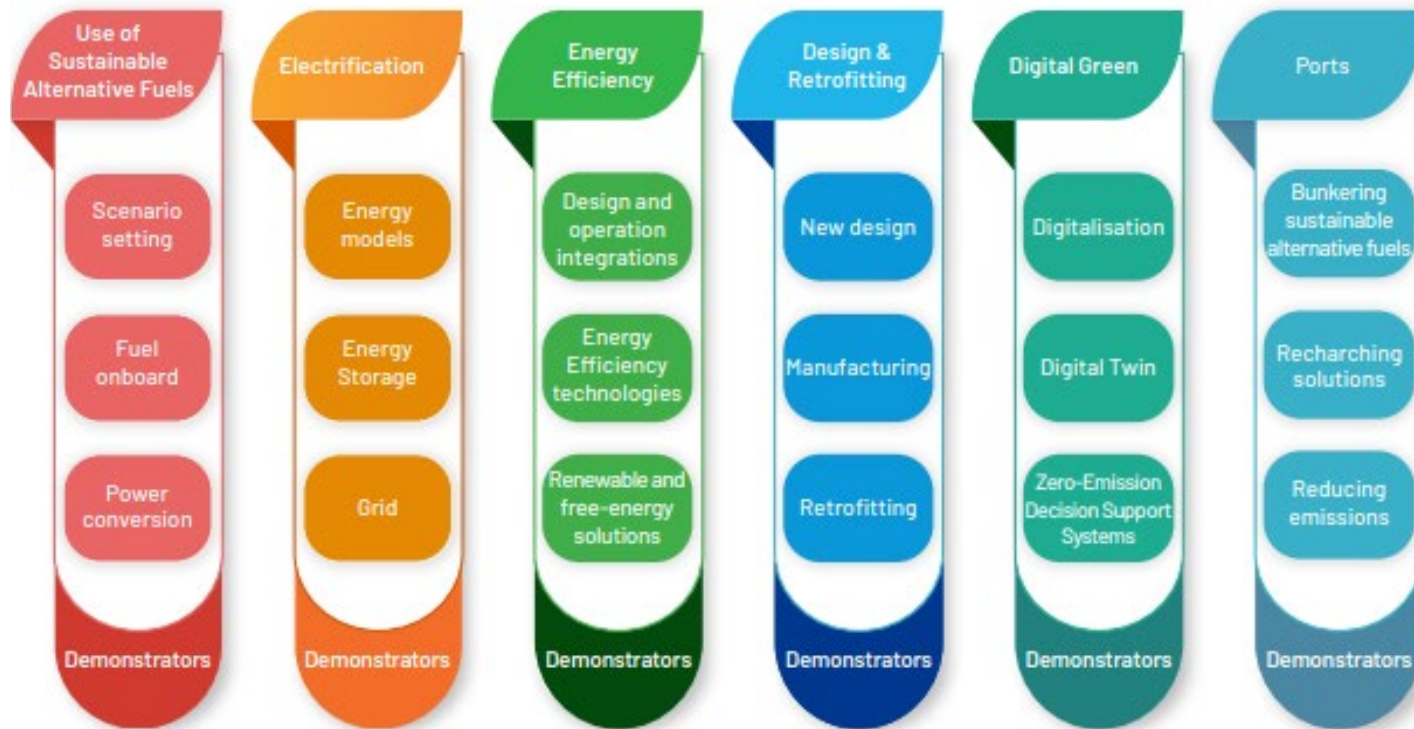 Use of
Sustainable
Alternative Fuels
Scenario
setting
Fuel
onboard
Power
conversion
Demonstrators
Electrification
Energy
models
Energy
Storage
Grid
Demonstrators
Energy
Efficiency
Design and
operation
integrations
Energy
Efficiency
technologies
Renewable and
free-energy
solutions
Demonstrators
Design &
Retrofitting
New design
Manufacturing
Retrofitting
Demonstrators
Digital Green
Digitalisation
Digital Twin
Zero-Emission
Decision Support
Systems
Demonstrators
Ports
Bunkering
sustainable
alternative fuels
Recharching
solutions
Reducing
emissions
Demonstrators